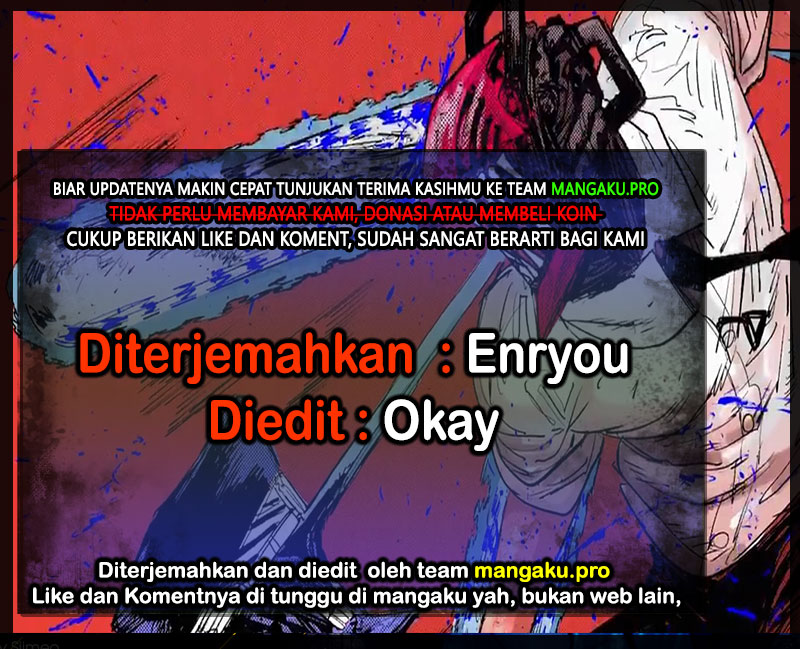 BIAR UPDATENYA MAKIN CEPAT TUNJUKAN TERIMA KASIHMU KE TEAM MANGAKU.PRO
TIDAK PERLU MEMBAYAR KAMI, DONASI ATAU MEMBELI KOIN
CUKUP BERIKAN LIKE DAN KOMENT, SUDAH SANGAT BERARTI BAGI KAMI
Diterjemahkan : Enryou
Diedit : Okay
Diterjemahkan dan diedit oleh team mangaku.pro
Like dan Komentnya di tunggu di mangaku yah, bukan web lain,